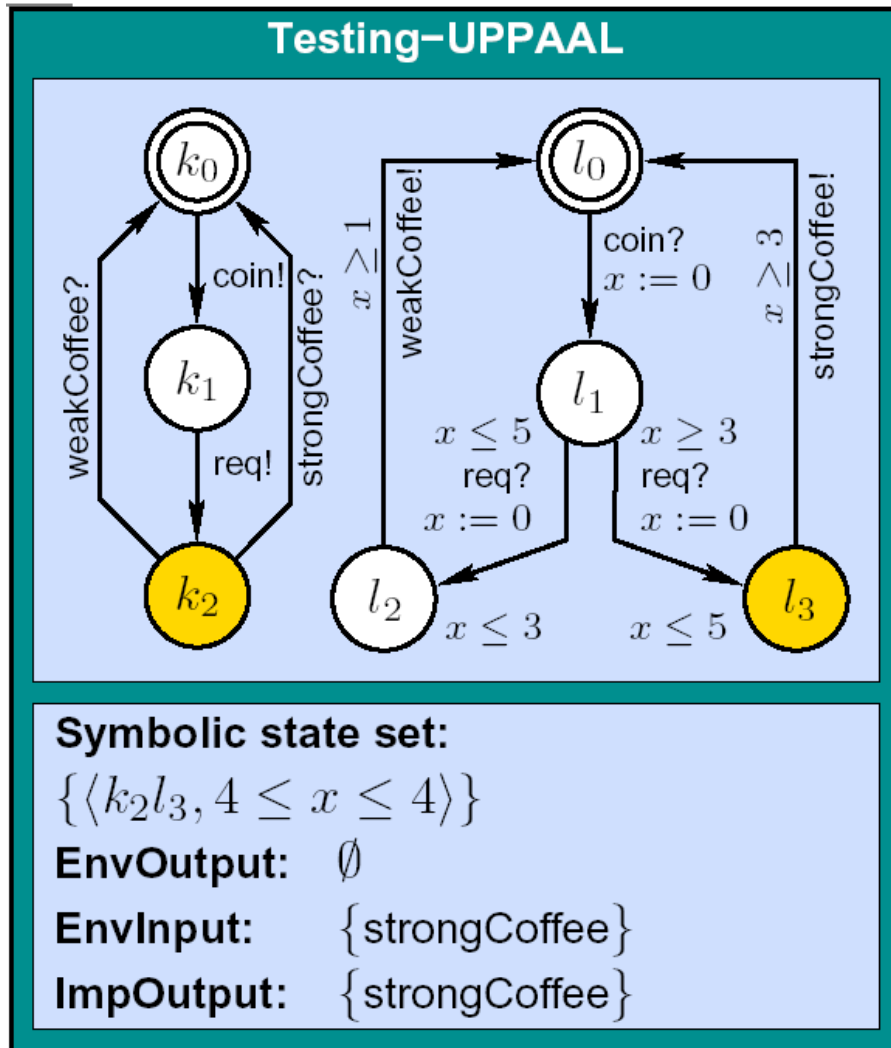 Testing–UPPAAL
k₀
coin!
k₁
req!
k₂
weakCoffee?
strongCoffee?
l₀
coin?
x := 0
l₁
x ≤ 5
req?
x := 0
x ≥ 3
req?
x := 0
l₂
x ≤ 3
l₃
x ≤ 5
x ≥ 1
weakCoffee!
x ≥ 3
strongCoffee!
Symbolic state set:
{⟨k₂l₃, 4 ≤ x ≤ 4⟩}
EnvOutput: ∅
EnvInput: {strongCoffee}
ImpOutput: {strongCoffee}